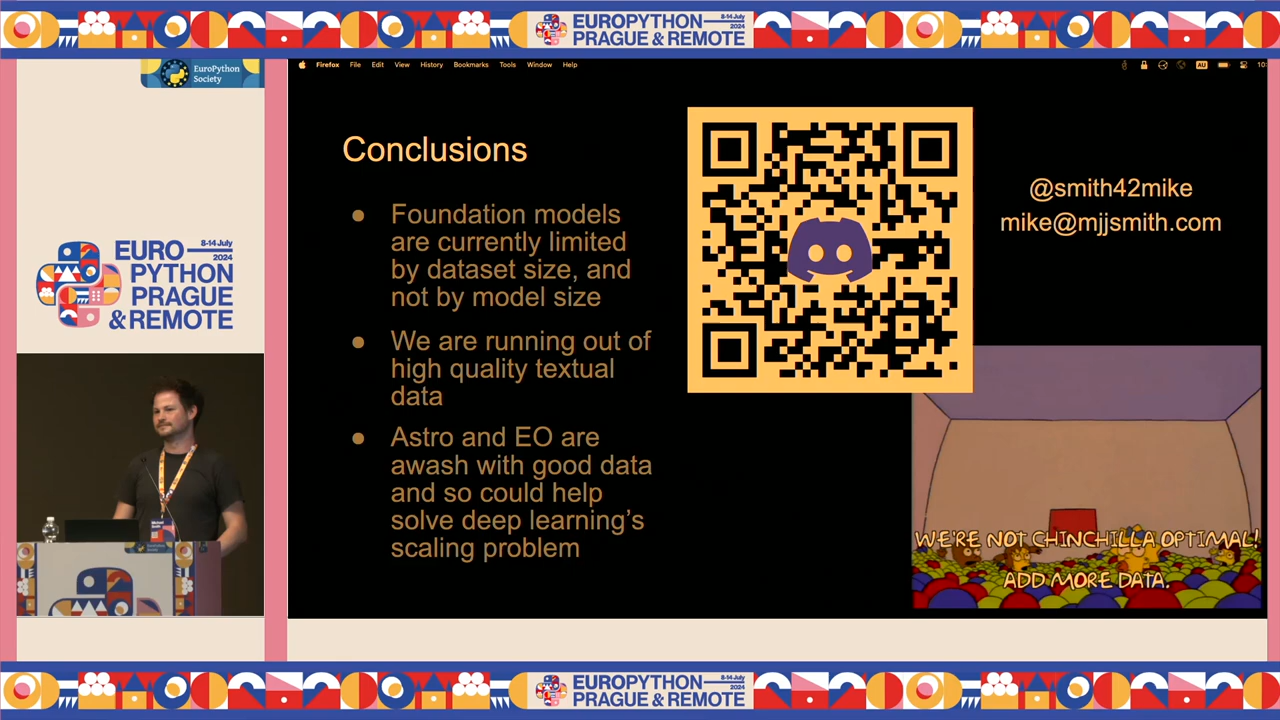 EUROPYTHON
8-14 July
2024
PRAGUE & REMOTE
EuroPython
Society
Firefox File Edit View History Bookmarks Tools Window Help
AU
EURO
8-14 July
2024
PYTHON
PRAGUE
& REMOTE
Conclusions
● Foundation models
are currently limited
by dataset size, and
not by model size
● We are running out of
high quality textual
data
● Astro and EO are
awash with good data
and so could help
solve deep learning's
scaling problem
@smith42mike
mike@mjjsmith.com
WE'RE NOT CHINCHILLA OPTIMAL!
ADD MORE DATA.
Michael
Smith
EUROPYTHON
8-14 July
2024
PRAGUE & REMOTE